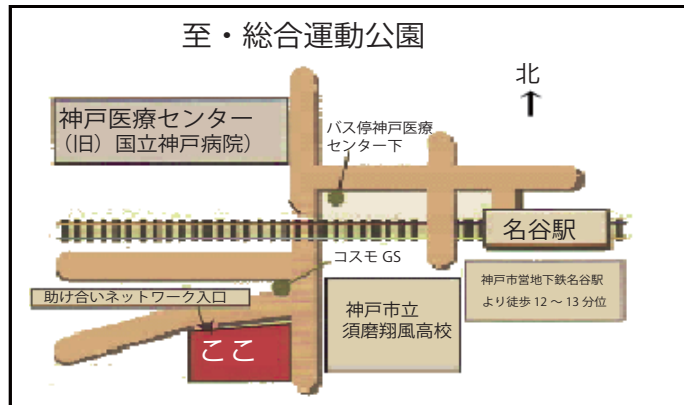 至・総合運動公園
北
神戸医療センター
（旧）国立神戸病院）
バス停神戸医療
センター下
名谷駅
コスモ GS
神戸市営地下鉄名谷駅
より徒歩 12 〜 13 分位
助け合いネットワーク入口
神戸市立
須磨翔風高校
ここ